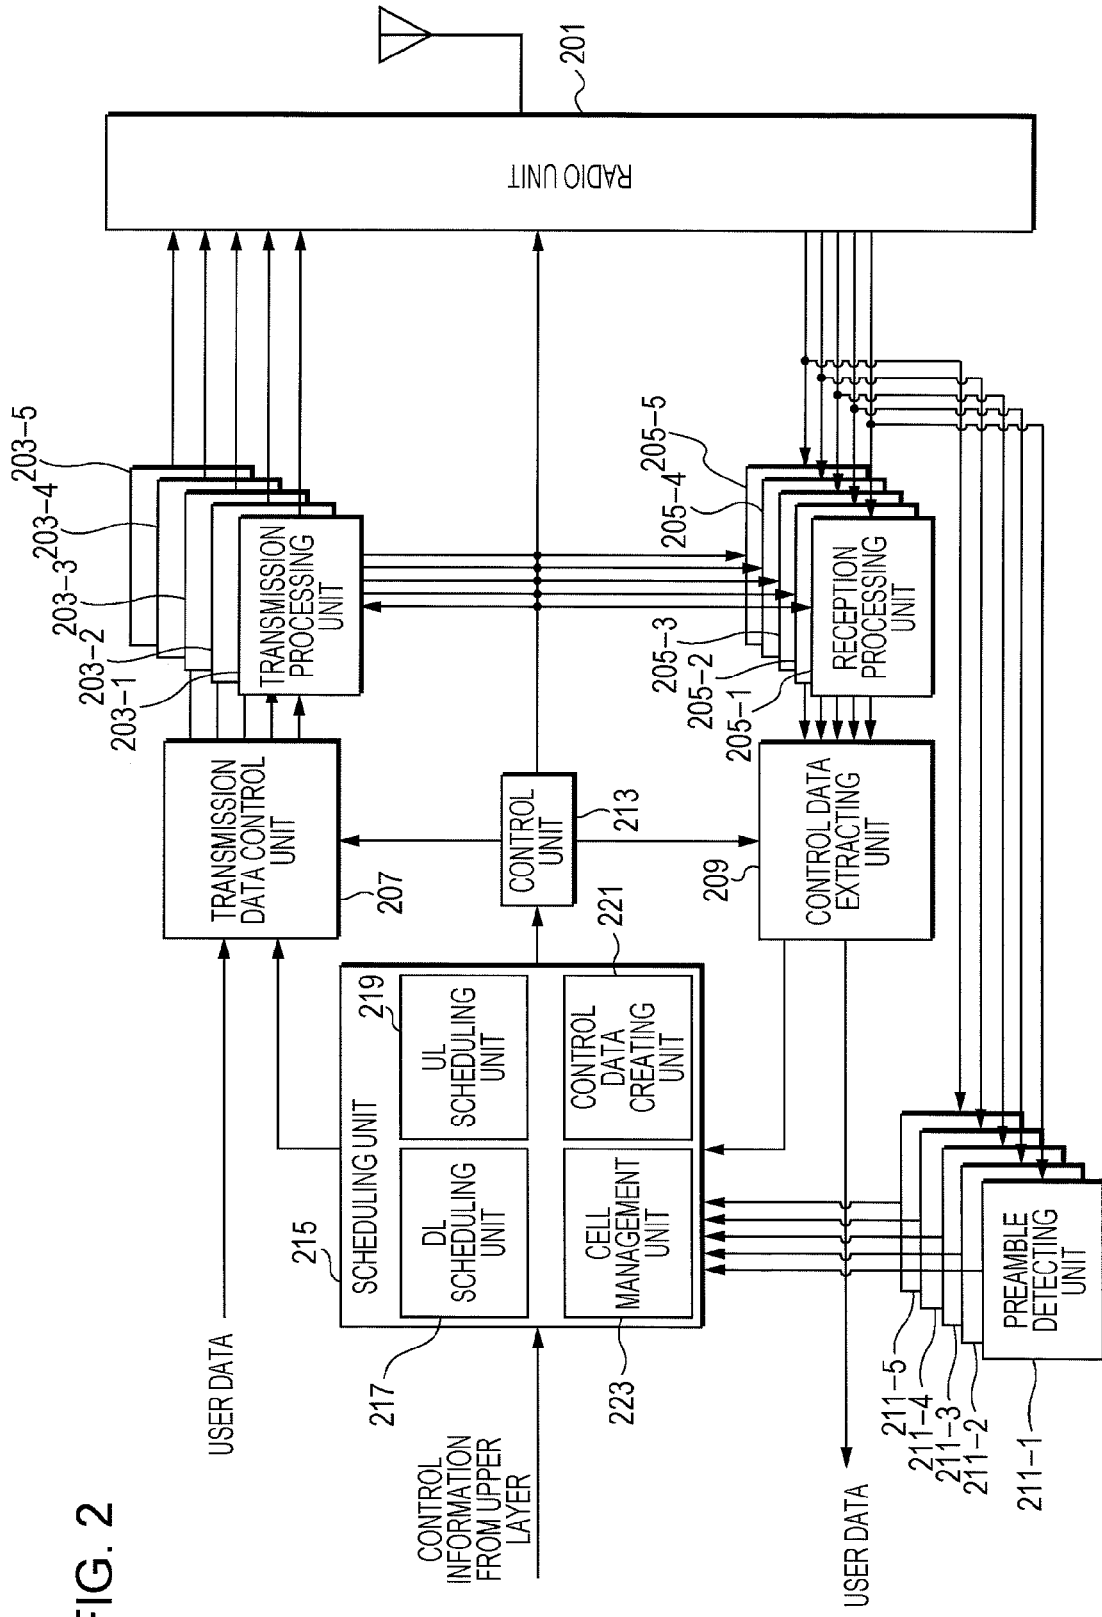 FIG. 2
USER DATA
CONTROL
INFORMATION
FROM UPPER
LAYER
USER DATA
215
SCHEDULING UNIT
217
DL
SCHEDULING
UNIT
219
UL
SCHEDULING
UNIT
223
CELL
MANAGEMENT
UNIT
221
CONTROL
DATA
CREATING
UNIT
207
TRANSMISSION
DATA CONTROL
UNIT
213
CONTROL
UNIT
209
CONTROL DATA
EXTRACTING
UNIT
203-1
203-2
203-3
203-4
203-5
TRANSMISSION
PROCESSING
UNIT
205-1
205-2
205-3
205-4
205-5
RECEPTION
PROCESSING
UNIT
211-5
211-4
211-3
211-2
211-1
PREAMBLE
DETECTING
UNIT
RADIO UNIT
201